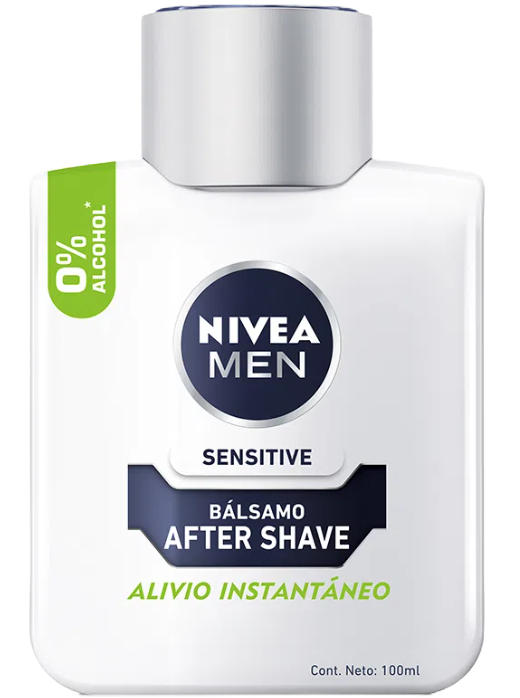 0%
ALCOHOL*
NIVEA
MEN
SENSITIVE
BÁLSAMO
AFTER SHAVE
ALIVIO INSTANTÁNEO
Cont. Neto: 100ml